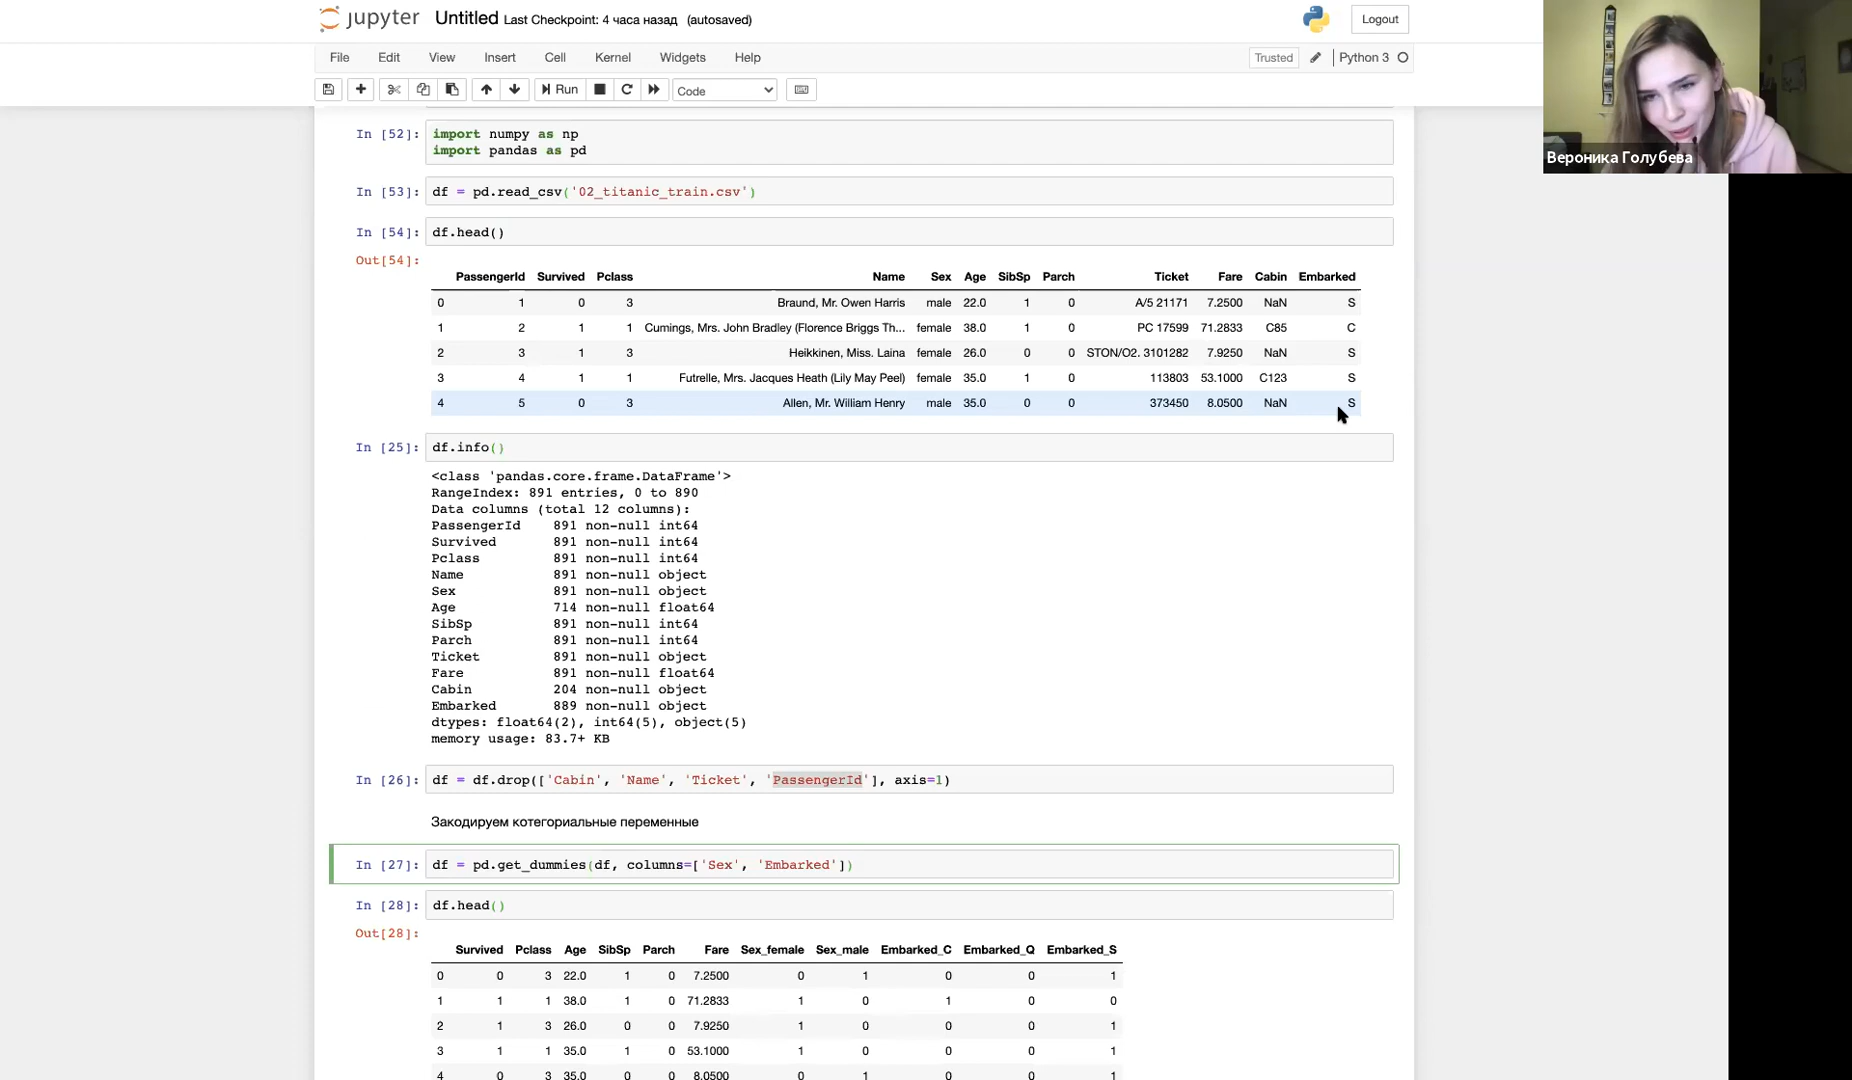 jupyter Untitled Last Checkpoint: 4 часа назад (autosaved)
Logout
File Edit View Insert Cell Kernel Widgets Help
Trusted Python 3
Run Code
In [52]: import numpy as np
import pandas as pd
In [53]: df = pd.read_csv('02_titanic_train.csv')
In [54]: df.head()
Out[54]:
PassengerId Survived Pclass Name Sex Age SibSp Parch Ticket Fare Cabin Embarked
0 1 0 3 Braund, Mr. Owen Harris male 22.0 1 0 A/5 21171 7.2500 NaN S
1 2 1 1 Cumings, Mrs. John Bradley (Florence Briggs Th... female 38.0 1 0 PC 17599 71.2833 C85 C
2 3 1 3 Heikkinen, Miss. Laina female 26.0 0 0 STON/O2. 3101282 7.9250 NaN S
3 4 1 1 Futrelle, Mrs. Jacques Heath (Lily May Peel) female 35.0 1 0 113803 53.1000 C123 S
4 5 0 3 Allen, Mr. William Henry male 35.0 0 0 373450 8.0500 NaN S
In [25]: df.info()
<class 'pandas.core.frame.DataFrame'>
RangeIndex: 891 entries, 0 to 890
Data columns (total 12 columns):
PassengerId 891 non-null int64
Survived 891 non-null int64
Pclass 891 non-null int64
Name 891 non-null object
Sex 891 non-null object
Age 714 non-null float64
SibSp 891 non-null int64
Parch 891 non-null int64
Ticket 891 non-null object
Fare 891 non-null float64
Cabin 204 non-null object
Embarked 889 non-null object
dtypes: float64(2), int64(5), object(5)
memory usage: 83.7+ KB
In [26]: df = df.drop(['Cabin', 'Name', 'Ticket', 'PassengerId'], axis=1)
Закодируем котегориальные переменные
In [27]: df = pd.get_dummies(df, columns=['Sex', 'Embarked'])
In [28]: df.head()
Out[28]:
Survived Pclass Age SibSp Parch Fare Sex_female Sex_male Embarked_C Embarked_Q Embarked_S
0 0 3 22.0 1 0 7.2500 0 1 0 0 1
1 1 1 38.0 1 0 71.2833 1 0 1 0 0
2 1 3 26.0 0 0 7.9250 1 0 0 0 1
3 1 1 35.0 1 0 53.1000 1 0 0 0 1
4 0 3 35.0 0 0 8.0500 0 1 0 0 1
Вероника Голубева